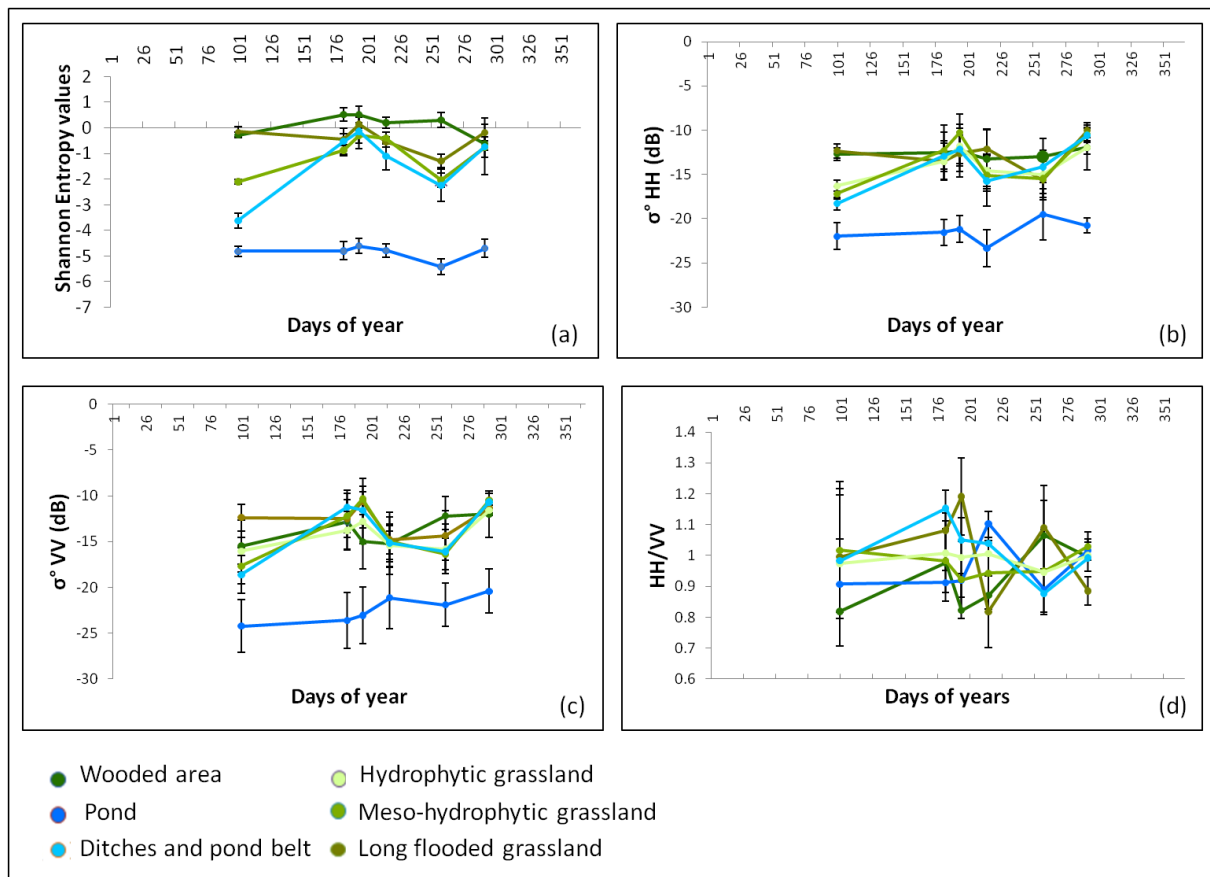 1 26 51 76 101 126 151 176 201 226 251 276 301 326 351
2
1
0
-1
-2
-3
-4
-5
-6
-7
Shannon Entropy values
Days of year
(a)
1 26 51 76 101 126 151 176 201 226 251 276 301 326 351
0
-5
-10
-15
-20
-25
-30
σ° HH (dB)
Days of year
(b)
1 26 51 76 101 126 151 176 201 226 251 276 301 326 351
0
-5
-10
-15
-20
-25
-30
σ° VV (dB)
Days of year
(c)
1 26 51 76 101 126 151 176 201 226 251 276 301 326 351
1.4
1.3
1.2
1.1
1
0.9
0.8
0.7
0.6
HH/VV
Days of years
(d)
Wooded area
Pond
Ditches and pond belt
Hydrophytic grassland
Meso-hydrophytic grassland
Long flooded grassland